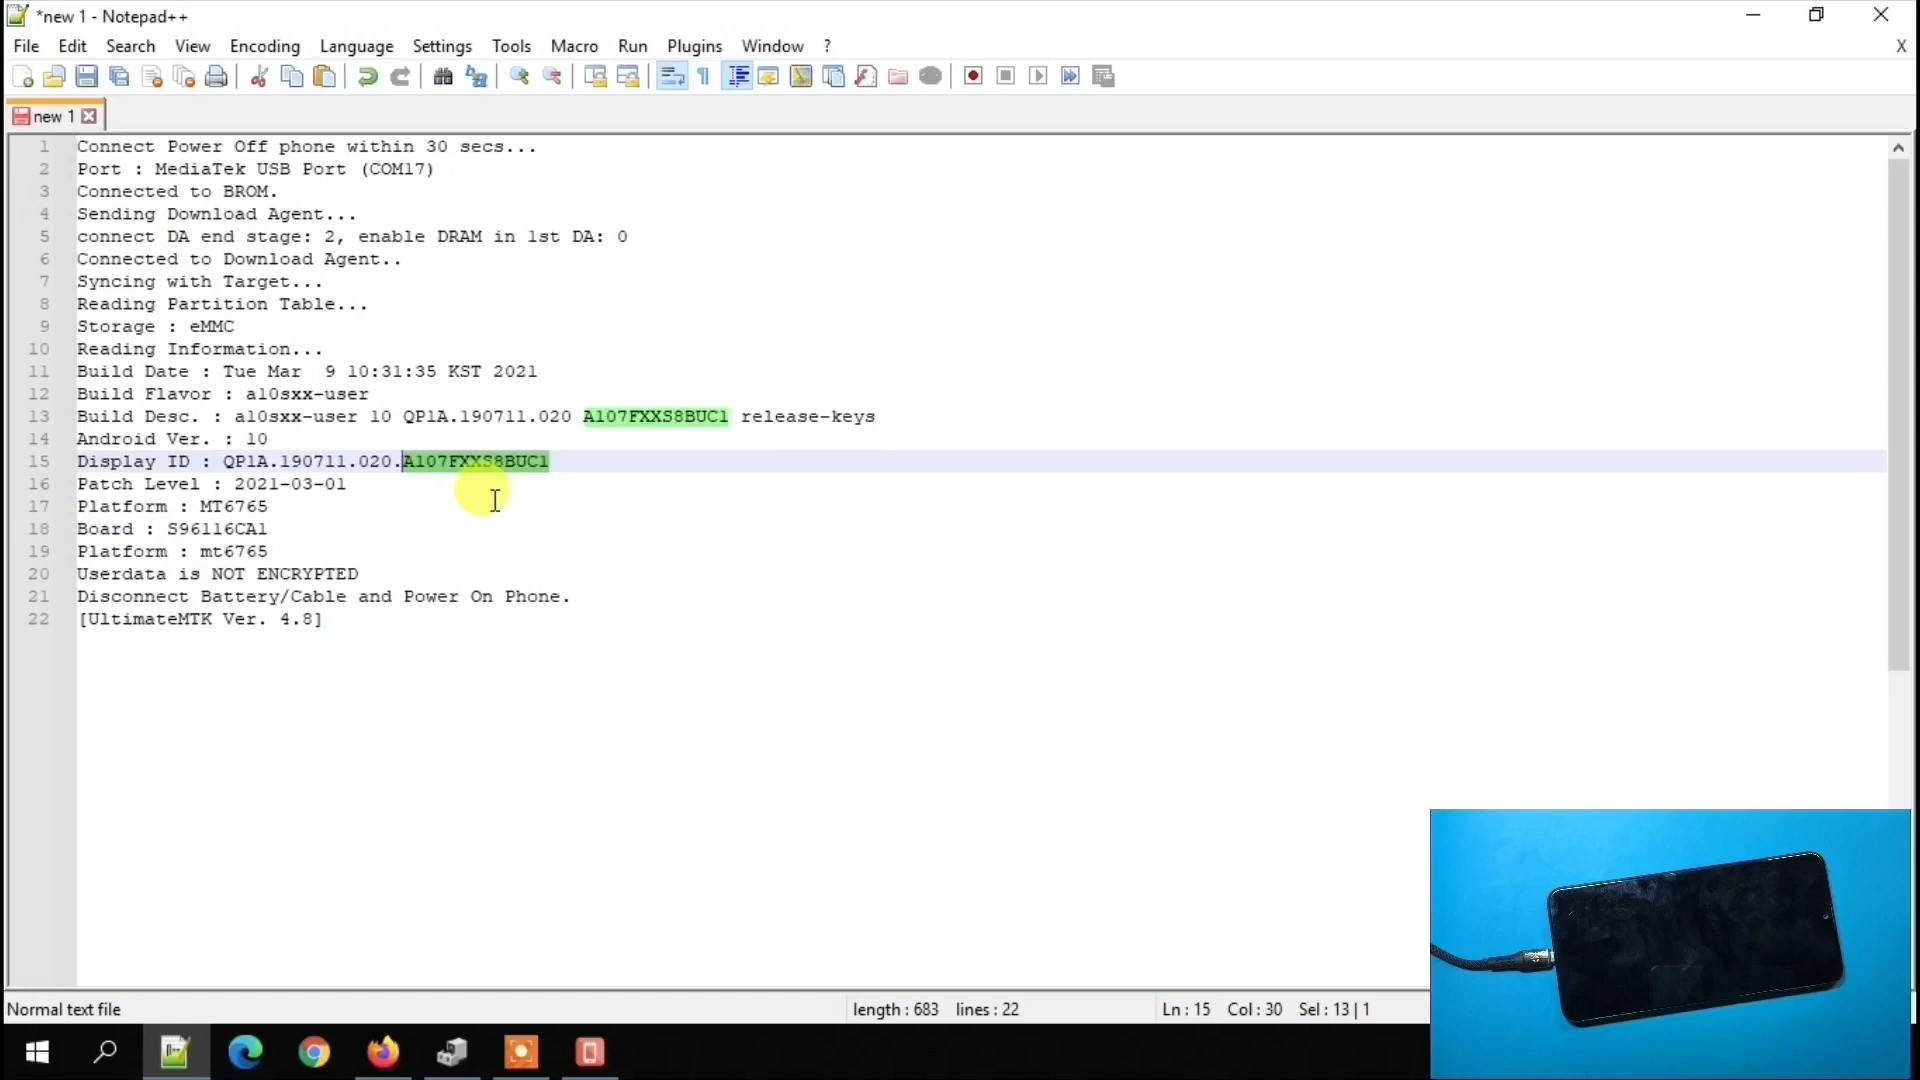 *new 1 - Notepad++
File Edit Search View Encoding Language Settings Tools Macro Run Plugins Window ?
X
new 1
1 Connect Power Off phone within 30 secs...
2 Port : MediaTek USB Port (COM17)
3 Connected to BROM.
4 Sending Download Agent...
5 connect DA end stage: 2, enable DRAM in 1st DA: 0
6 Connected to Download Agent..
7 Syncing with Target...
8 Reading Partition Table...
9 Storage : eMMC
10 Reading Information...
11 Build Date : Tue Mar  9 10:31:35 KST 2021
12 Build Flavor : a10sxx-user
13 Build Desc. : a10sxx-user 10 QP1A.190711.020 A107FXXS8BUC1 release-keys
14 Android Ver. : 10
15 Display ID : QP1A.190711.020.A107FXXS8BUC1
16 Patch Level : 2021-03-01
17 Platform : MT6765
18 Board : S96116CA1
19 Platform : mt6765
20 Userdata is NOT ENCRYPTED
21 Disconnect Battery/Cable and Power On Phone.
22 [UltimateMTK Ver. 4.8]
Normal text file length : 683 lines : 22 Ln : 15 Col : 30 Sel : 13 | 1